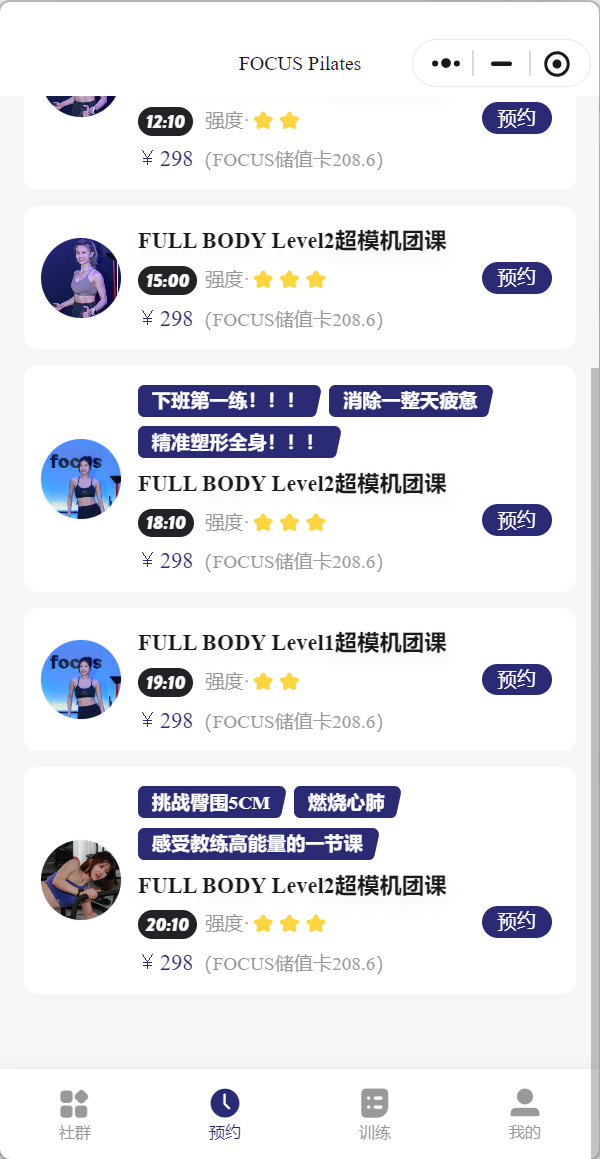 FOCUS Pilates
12:10 强度·
预约
￥298 (FOCUS储值卡208.6)
FULL BODY Level2超模机团课
15:00 强度·
预约
￥298 (FOCUS储值卡208.6)
下班第一练！！！ 消除一整天疲惫
精准塑形全身！！！
focus
FULL BODY Level2超模机团课
18:10 强度·
预约
￥298 (FOCUS储值卡208.6)
FULL BODY Level1超模机团课
focus
19:10 强度·
预约
￥298 (FOCUS储值卡208.6)
挑战臀围5CM 燃烧心肺
感受教练高能量的一节课
FULL BODY Level2超模机团课
20:10 强度·
预约
￥298 (FOCUS储值卡208.6)
社群 预约 训练 我的